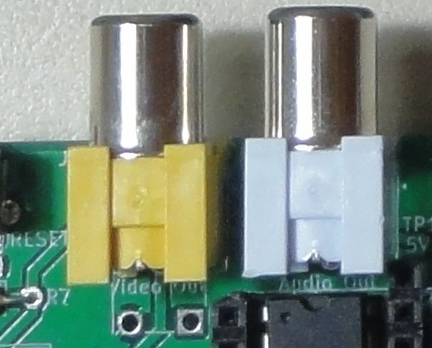 RESET
TP1
5V
R7
Video Out
Audio Out